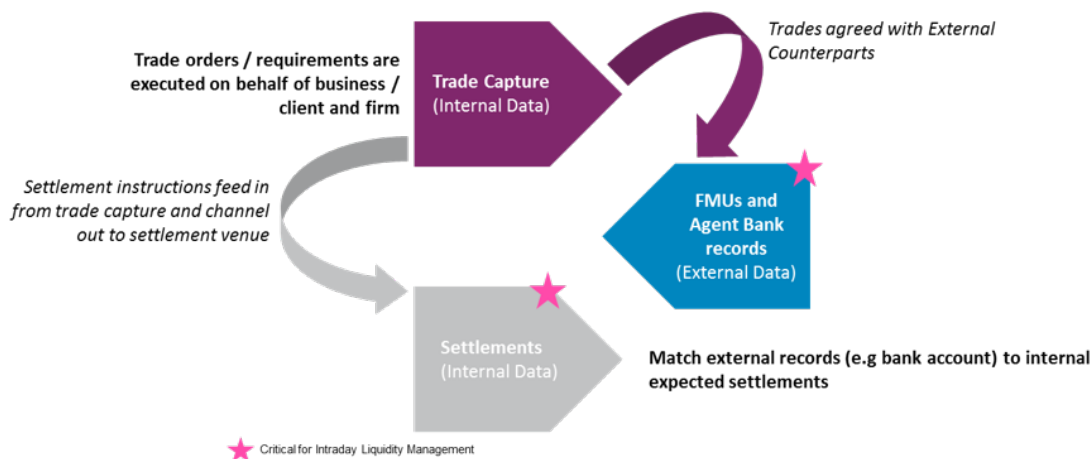 Trade orders / requirements are
executed on behalf of business /
client and firm
Trade Capture
(Internal Data)
Trades agreed with External
Counterparts
Settlement instructions feed in
from trade capture and channel
out to settlement venue
FMUs and
Agent Bank
records
(External Data)
Settlements
(Internal Data)
Match external records (e.g bank account) to internal
expected settlements
Critical for Intraday Liquidity Management